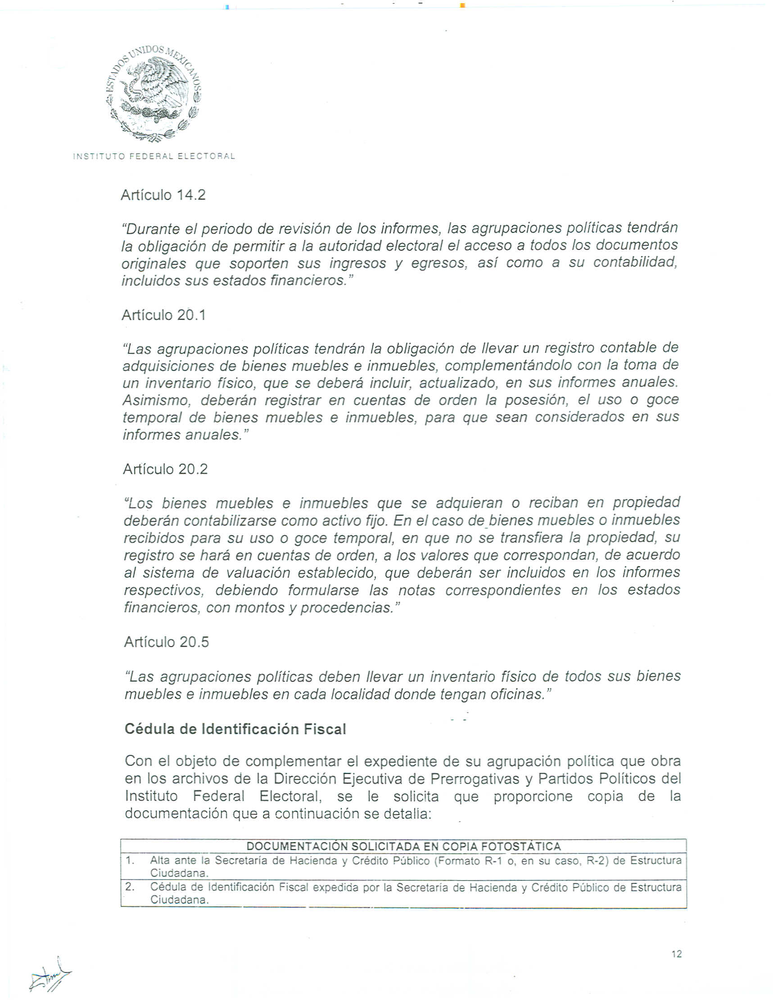 ESTADOS UNIDOS MEXICANOS
INSTITUTO FEDERAL ELECTORAL
Artículo 14.2
“Durante el periodo de revisión de los informes, las agrupaciones políticas tendrán
la obligación de permitir a la autoridad electoral el acceso a todos los documentos
originales que soporten sus ingresos y egresos, así como a su contabilidad,
incluidos sus estados financieros.”
Artículo 20.1
“Las agrupaciones políticas tendrán la obligación de llevar un registro contable de
adquisiciones de bienes muebles e inmuebles, complementándolo con la toma de
un inventario físico, que se deberá incluir, actualizado, en sus informes anuales.
Asimismo, deberán registrar en cuentas de orden la posesión, el uso o goce
temporal de bienes muebles e inmuebles, para que sean considerados en sus
informes anuales.”
Artículo 20.2
“Los bienes muebles e inmuebles que se adquieran o reciban en propiedad
deberán contabilizarse como activo fijo. En el caso de bienes muebles o inmuebles
recibidos para su uso o goce temporal, en que no se transfiera la propiedad, su
registro se hará en cuentas de orden, a los valores que correspondan, de acuerdo
al sistema de valuación establecido, que deberán ser incluidos en los informes
respectivos, debiendo formularse las notas correspondientes en los estados
financieros, con montos y procedencias.”
Artículo 20.5
“Las agrupaciones políticas deben llevar un inventario físico de todos sus bienes
muebles e inmuebles en cada localidad donde tengan oficinas.”
Cédula de Identificación Fiscal
Con el objeto de complementar el expediente de su agrupación política que obra
en los archivos de la Dirección Ejecutiva de Prerrogativas y Partidos Políticos del
Instituto Federal Electoral, se le solicita que proporcione copia de la
documentación que a continuación se detalla:
DOCUMENTACIÓN SOLICITADA EN COPIA FOTOSTÁTICA
1. Alta ante la Secretaría de Hacienda y Crédito Público (Formato R-1 o, en su caso, R-2) de Estructura
Ciudadana.
2. Cédula de Identificación Fiscal expedida por la Secretaría de Hacienda y Crédito Público de Estructura
Ciudadana.
12